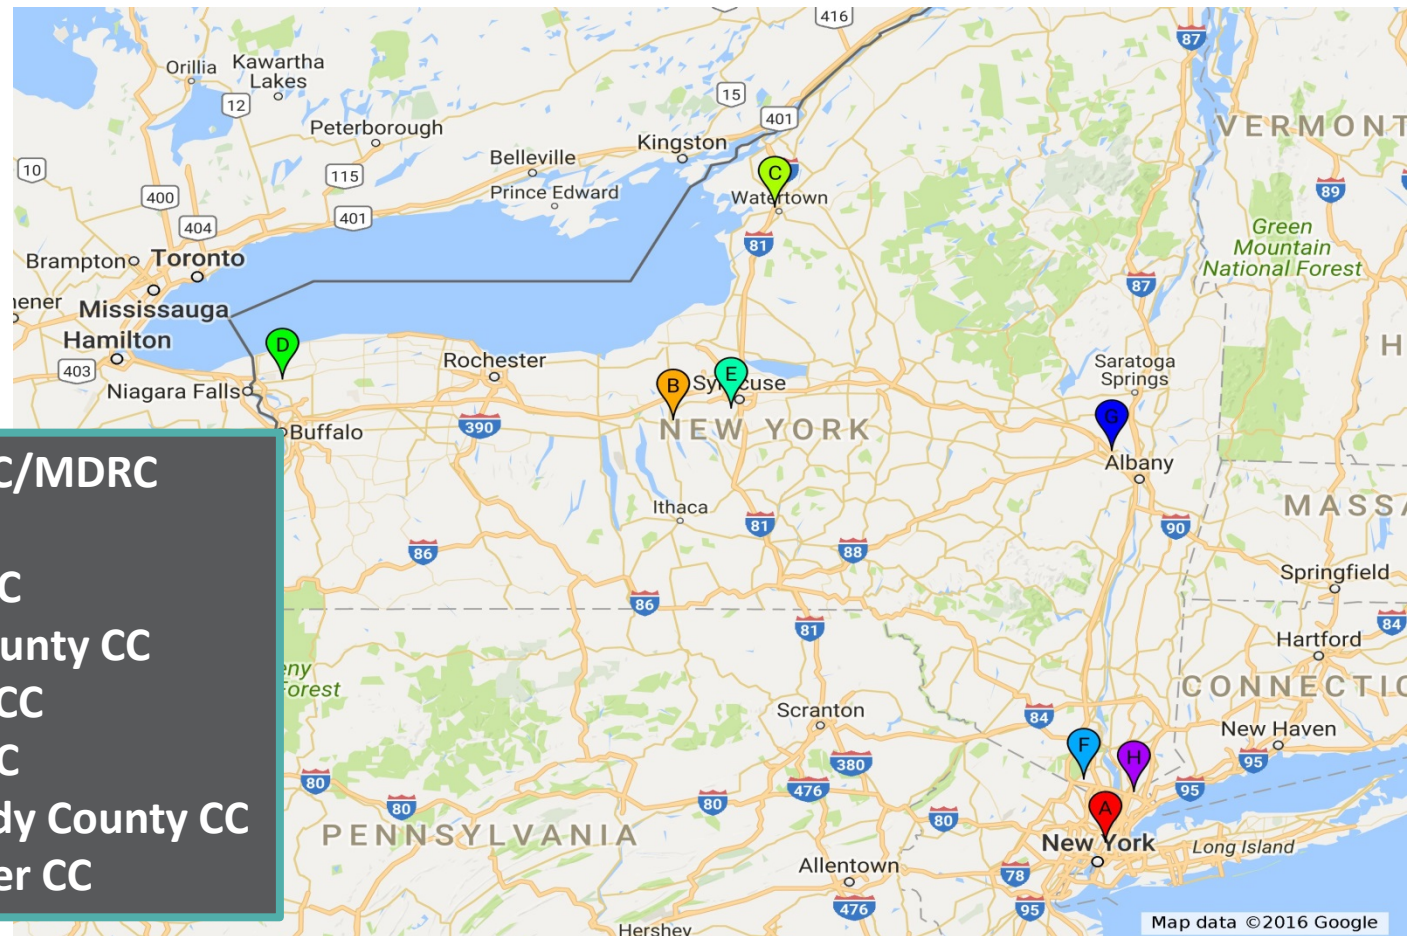 416
87
Orillia
Kawartha
Lakes
12
15
401
VERMONT
Peterborough
Kingston
Belleville
10
115
Prince Edward
C
Watertown
89
400
401
404
81
Green
Mountain
National Forest
Brampton
Toronto
87
Mississauga
Hamilton
D
Rochester
Saratoga
Springs
H
403
Niagara Falls
B
E
NEW YORK
390
G
Buffalo
Albany
C/MDRC
Ithaca
81
90
MASSA
86
88
Springfield
C
86
84
unty CC
81
Hartford
Forest
CONNECTIC
CC
Scranton
84
New Haven
C
F
H
95
380
80
80
476
80
95
dy County CC
PENNSYLVANIA
80
A
New York
Long Island
er CC
Allentown
78
476
95
Hershey
Map data ©2016 Google